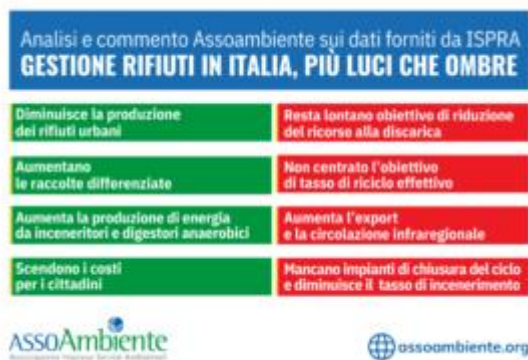 Analisi e commento Assoambiente sui dati forniti da ISPRA
GESTIONE RIFIUTI IN ITALIA, PIÙ LUCI CHE OMBRE
Diminuisce la produzione
dei rifiuti urbani
Resta lontano obiettivo di riduzione
del ricorso alla discarica
Aumentano
le raccolte differenziate
Non centrato l'obiettivo
di tasso di riciclo effettivo
Aumenta la produzione di energia
da inceneritori e digestori anaerobici
Aumenta l'export
e la circolazione infraregionale
Scendono i costi
per i cittadini
Mancano impianti di chiusura del ciclo
e diminuisce il tasso di incenerimento
ASSOAmbiente
assoambiente.org